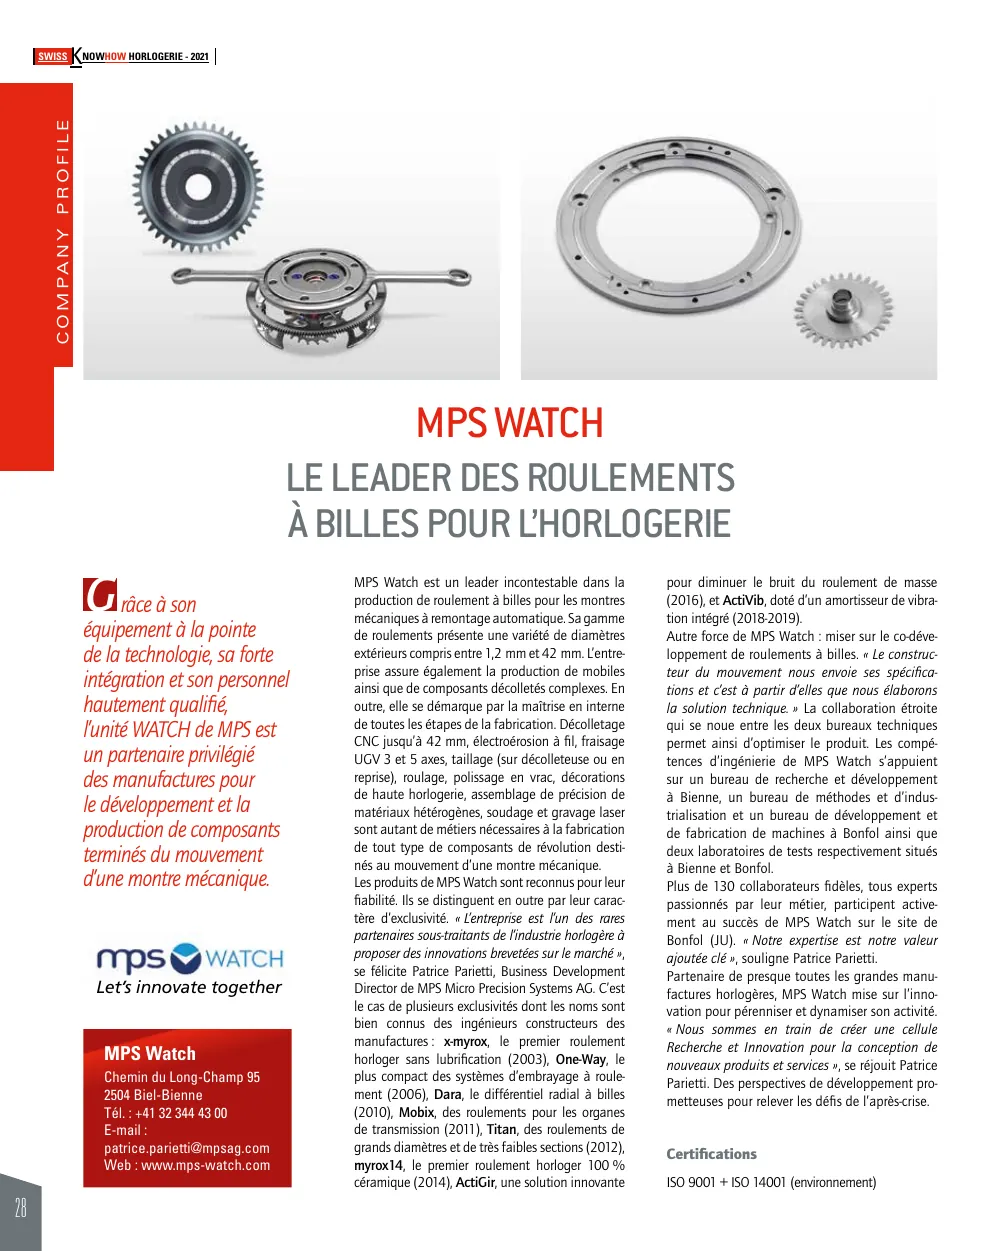 SWISS KNOWHOW HORLOGERIE - 2021
COMPANY PROFILE
MPS WATCH
LE LEADER DES ROULEMENTS
À BILLES POUR L’HORLOGERIE
Grâce à son
équipement à la pointe
de la technologie, sa forte
intégration et son personnel
hautement qualifié,
l’unité WATCH de MPS est
un partenaire privilégié
des manufactures pour
le développement et la
production de composants
terminés du mouvement
d’une montre mécanique.
mps WATCH
Let’s innovate together
MPS Watch
Chemin du Long-Champ 95
2504 Biel-Bienne
Tél. : +41 32 344 43 00
E-mail :
patrice.parietti@mpsag.com
Web : www.mps-watch.com
MPS Watch est un leader incontestable dans la
production de roulement à billes pour les montres
mécaniques à remontage automatique. Sa gamme
de roulements présente une variété de diamètres
extérieurs compris entre 1,2 mm et 42 mm. L’entre-
prise assure également la production de mobiles
ainsi que de composants décolletés complexes. En
outre, elle se démarque par la maîtrise en interne
de toutes les étapes de la fabrication. Décolletage
CNC jusqu’à 42 mm, électroérosion à fil, fraisage
UGV 3 et 5 axes, taillage (sur décolleteuse ou en
reprise), roulage, polissage en vrac, décorations
de haute horlogerie, assemblage de précision de
matériaux hétérogènes, soudage et gravage laser
sont autant de métiers nécessaires à la fabrication
de tout type de composants de révolution desti-
nés au mouvement d’une montre mécanique.
Les produits de MPS Watch sont reconnus pour leur
fiabilité. Ils se distinguent en outre par leur carac-
tère d’exclusivité. « L’entreprise est l’un des rares
partenaires sous-traitants de l’industrie horlogère à
proposer des innovations brevetées sur le marché »,
se félicite Patrice Parietti, Business Development
Director de MPS Micro Precision Systems AG. C’est
le cas de plusieurs exclusivités dont les noms sont
bien connus des ingénieurs constructeurs des
manufactures : x-myrox, le premier roulement
horloger sans lubrification (2003), One-Way, le
plus compact des systèmes d’embrayage à roule-
ment (2006), Dara, le différentiel radial à billes
(2010), Mobix, des roulements pour les organes
de transmission (2011), Titan, des roulements de
grands diamètres et de très faibles sections (2012),
myrox14, le premier roulement horloger 100 %
céramique (2014), ActiGir, une solution innovante
pour diminuer le bruit du roulement de masse
(2016), et ActiVib, doté d’un amortisseur de vibra-
tion intégré (2018-2019).
Autre force de MPS Watch : miser sur le co-déve-
loppement de roulements à billes. « Le construc-
teur du mouvement nous envoie ses spécifica-
tions et c’est à partir d’elles que nous élaborons
la solution technique. » La collaboration étroite
qui se noue entre les deux bureaux techniques
permet ainsi d’optimiser le produit. Les compé-
tences d’ingénierie de MPS Watch s’appuient
sur un bureau de recherche et développement
à Bienne, un bureau de méthodes et d’indus-
trialisation et un bureau de développement et
de fabrication de machines à Bonfol ainsi que
deux laboratoires de tests respectivement situés
à Bienne et Bonfol.
Plus de 130 collaborateurs fidèles, tous experts
passionnés par leur métier, participent active-
ment au succès de MPS Watch sur le site de
Bonfol (JU). « Notre expertise est notre valeur
ajoutée clé », souligne Patrice Parietti.
Partenaire de presque toutes les grandes manu-
factures horlogères, MPS Watch mise sur l’inno-
vation pour pérenniser et dynamiser son activité.
« Nous sommes en train de créer une cellule
Recherche et Innovation pour la conception de
nouveaux produits et services », se réjouit Patrice
Parietti. Des perspectives de développement pro-
metteuses pour relever les défis de l’après-crise.
Certifications
ISO 9001 + ISO 14001 (environnement)
28